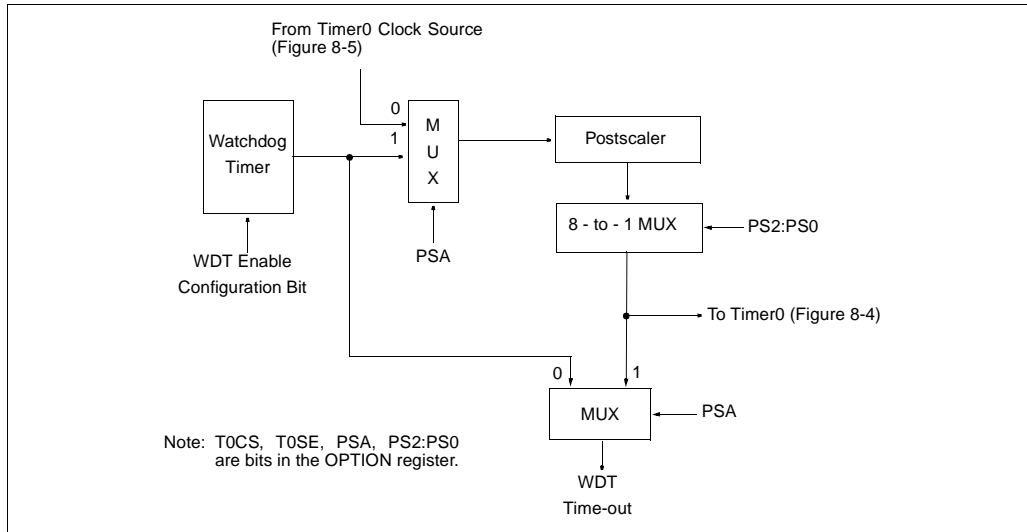 From Timer0 Clock Source
(Figure 8-5)
0
1
M
U
X
Watchdog
Timer
Postscaler
8 - to - 1 MUX
PS2:PS0
PSA
WDT Enable
Configuration Bit
To Timer0 (Figure 8-4)
0
1
MUX
PSA
Note: T0CS, T0SE, PSA, PS2:PS0
are bits in the OPTION register.
WDT
Time-out